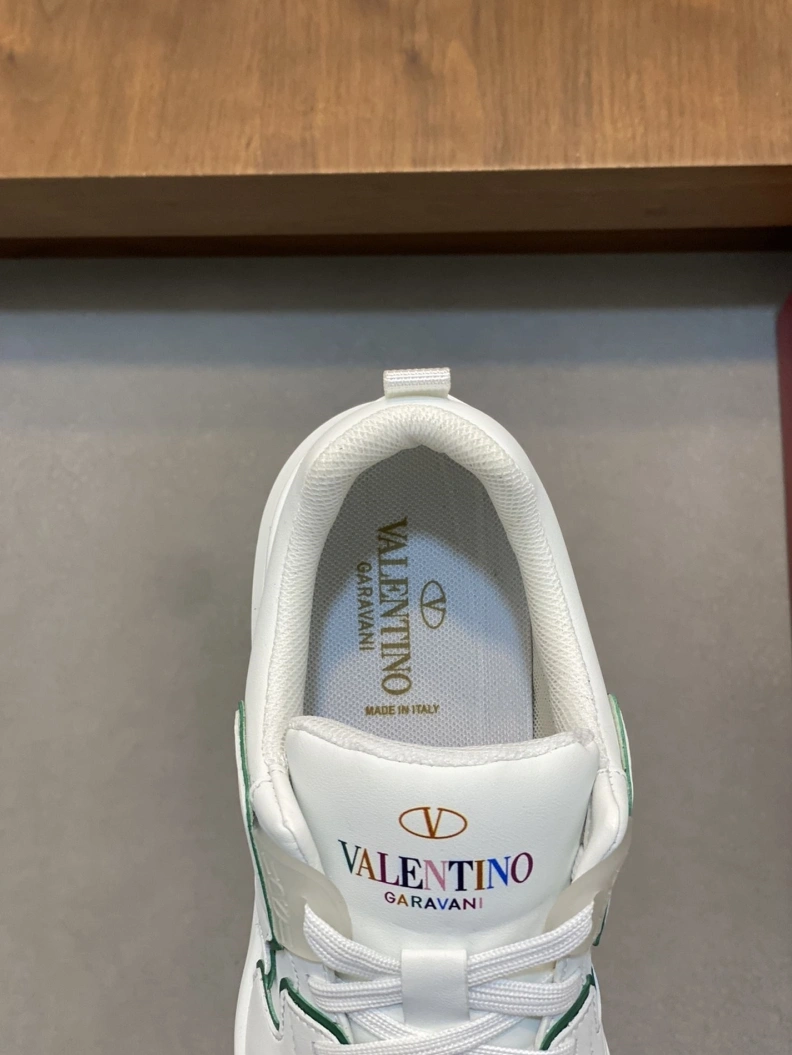 V
VALENTINO
GARAVANI
MADE IN ITALY
V
VALENTINO
GARAVANI